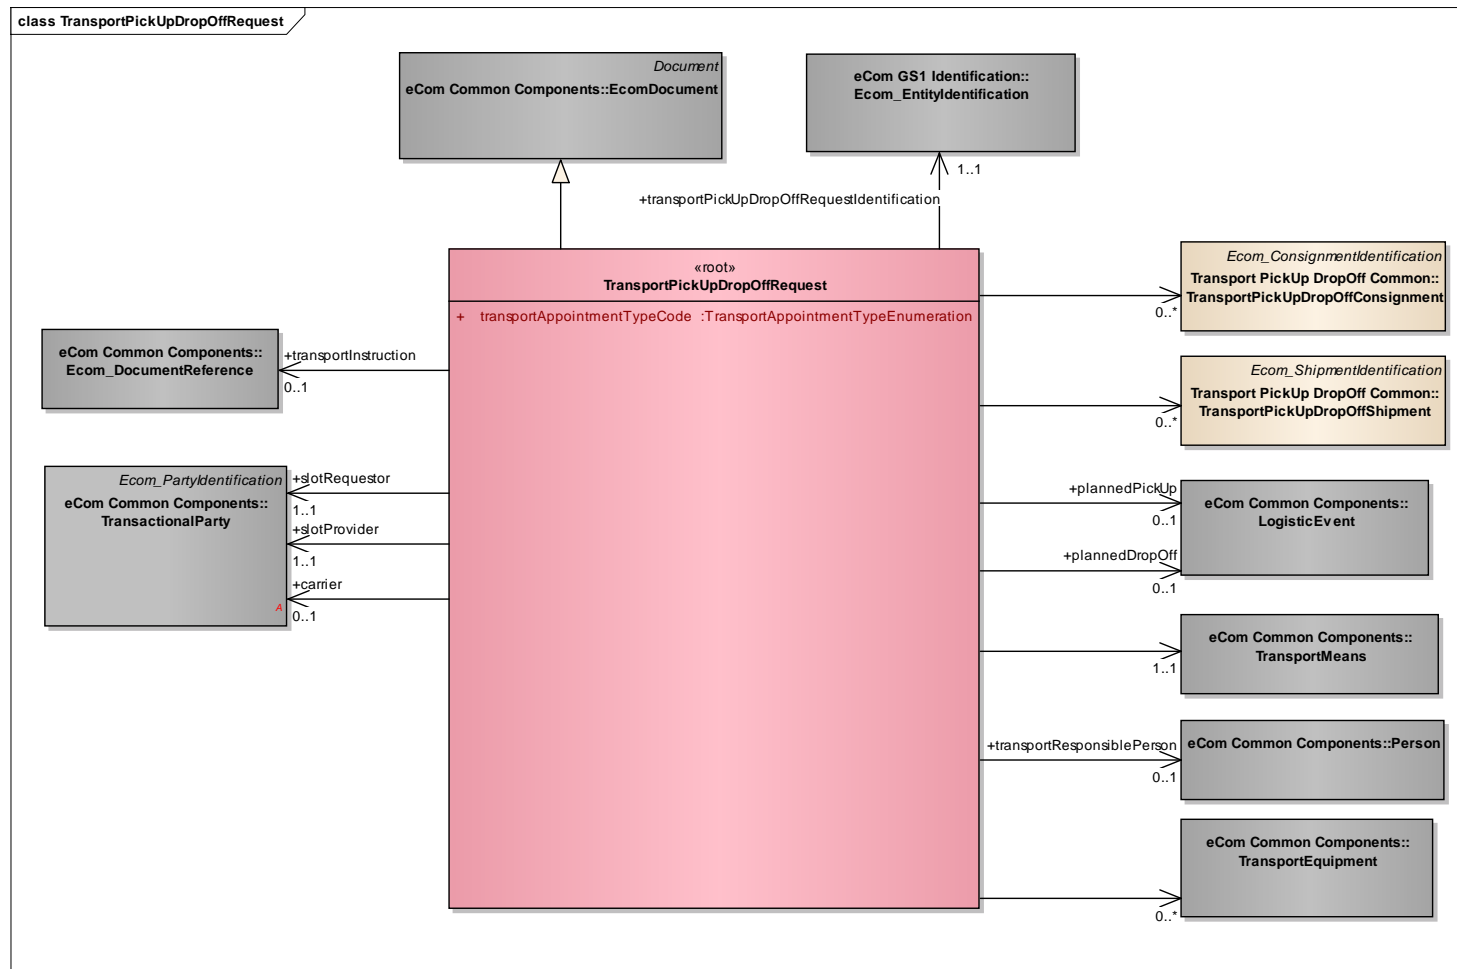 class TransportPickUpDropOffRequest
Document
eCom Common Components::EcomDocument
eCom GS1 Identification::
Ecom_EntityIdentification
1..1
+transportPickUpDropOffRequestIdentification
«root»
TransportPickUpDropOffRequest
+ transportAppointmentTypeCode :TransportAppointmentTypeEnumeration
Ecom_ConsignmentIdentification
Transport PickUp DropOff Common::
TransportPickUpDropOffConsignment
0..*
eCom Common Components::
Ecom_DocumentReference
+transportInstruction
0..1
Ecom_ShipmentIdentification
Transport PickUp DropOff Common::
TransportPickUpDropOffShipment
0..*
Ecom_PartyIdentification
eCom Common Components::
TransactionalParty
A
+slotRequestor
1..1
+slotProvider
1..1
+carrier
0..1
+plannedPickUp
0..1
+plannedDropOff
0..1
eCom Common Components::
LogisticEvent
eCom Common Components::
TransportMeans
1..1
+transportResponsiblePerson
0..1
eCom Common Components::Person
eCom Common Components::
TransportEquipment
0..*